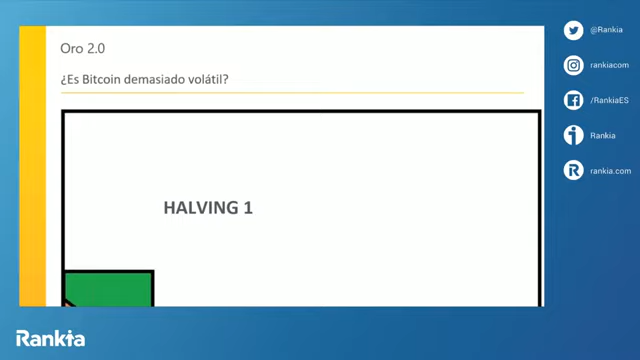 Oro 2.0
¿Es Bitcoin demasiado volátil?
HALVING 1
@Rankia
rankiacom
/RankiaES
Rankia
rankia.com
Rankia